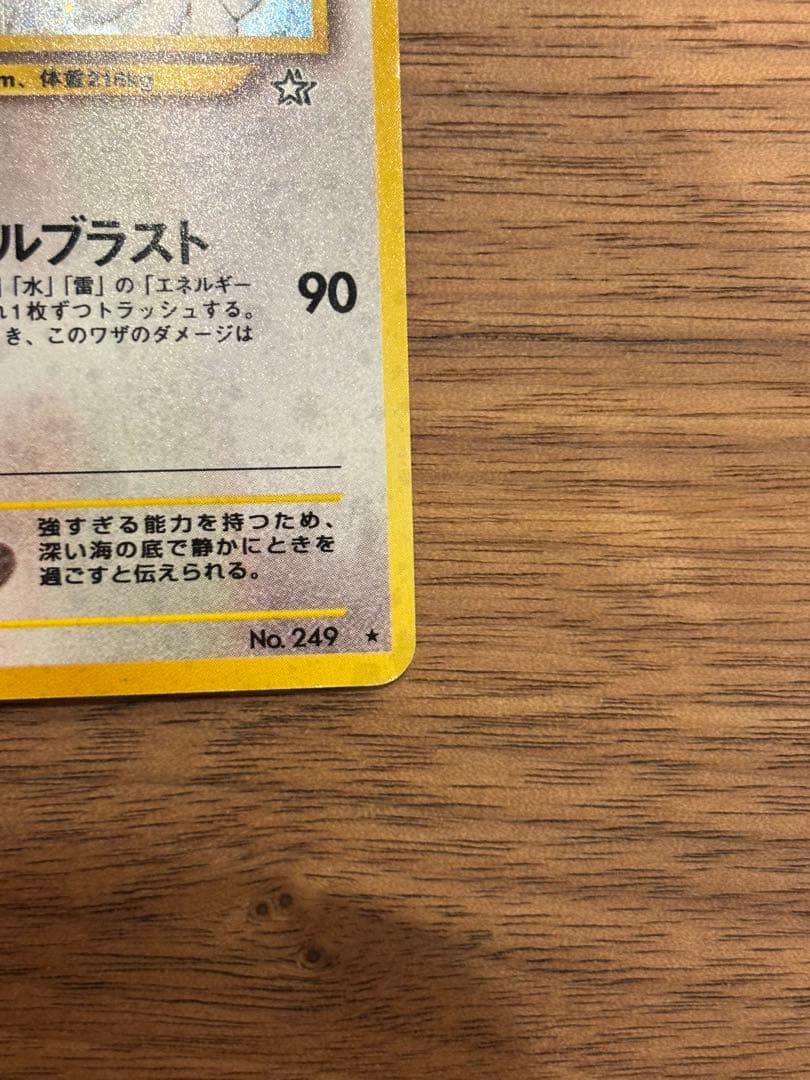 m、体重216kg
ルブラスト
「水」「雷」の「エネルギー
れ1枚ずつトラッシュする。
き、このワザのダメージは
90
強すぎる能力を持つため、
深い海の底で静かにときを
過ごすと伝えられる。
No. 249 ★